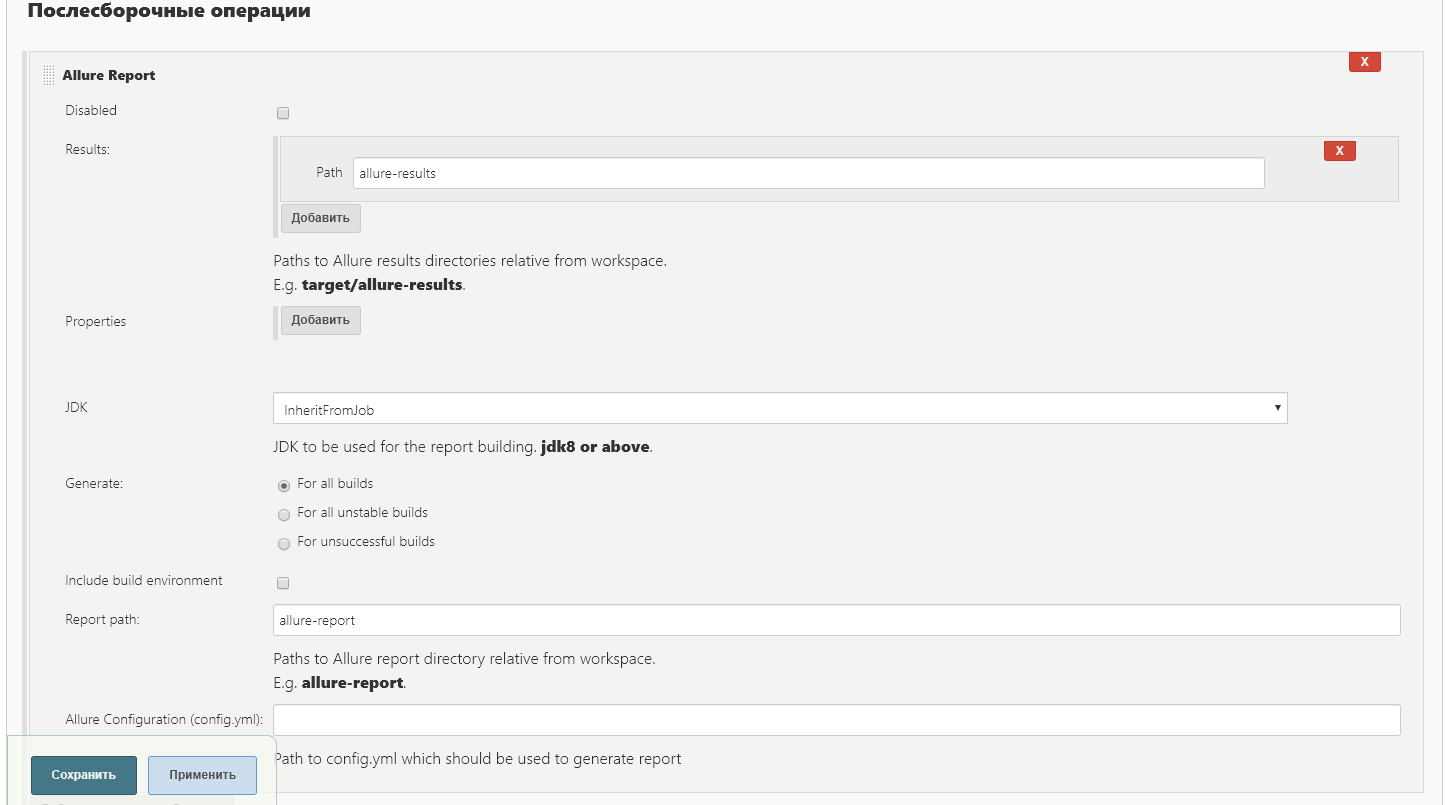 Послесборочные операции
Allure Report
X
Disabled
Results:
X
Path
allure-results
Добавить
Paths to Allure results directories relative from workspace.
E.g. target/allure-results.
Properties
Добавить
JDK
InheritFromJob
JDK to be used for the report building. jdk8 or above.
Generate:
For all builds
For all unstable builds
For unsuccessful builds
Include build environment
Report path:
allure-report
Paths to Allure report directory relative from workspace.
E.g. allure-report.
Allure Configuration (config.yml):
Path to config.yml which should be used to generate report
Сохранить
Применить